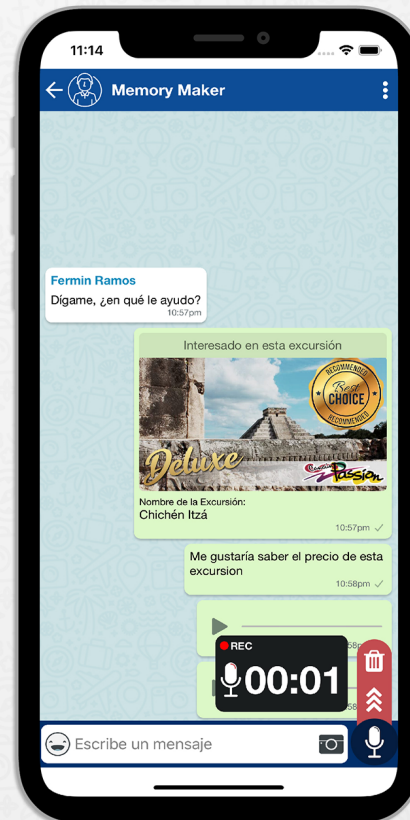 11:14
Memory Maker
Fermin Ramos
Dígame, ¿en qué le ayudo?
10:57pm
Interesado en esta excursión
RECOMMENDED
Best
CHOICE
RECOMMENDED
Deluxe
Passion
Nombre de la Excursión:
Chichén Itzá
10:57pm
Me gustaría saber el precio de esta
excursion
10:58pm
REC
00:01
Escribe un mensaje